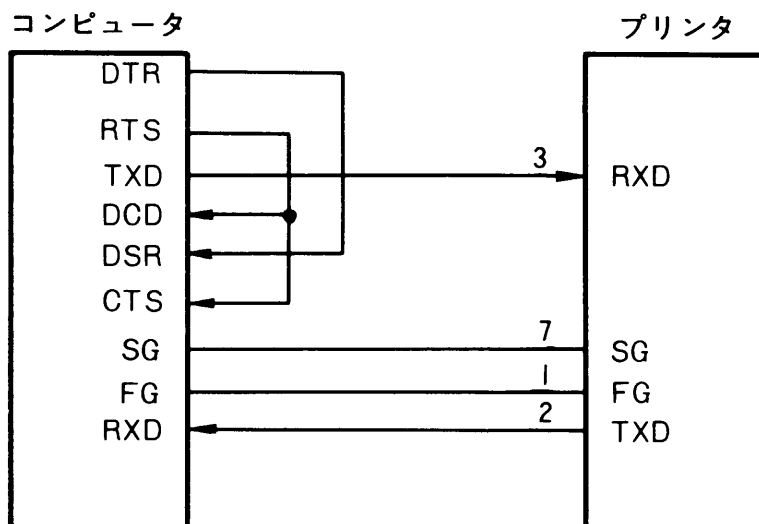 コンピュータ プリンタ
DTR
RTS
TXD 3 RXD
DCD
DSR
CTS
SG 7 SG
FG 1 FG
RXD 2 TXD